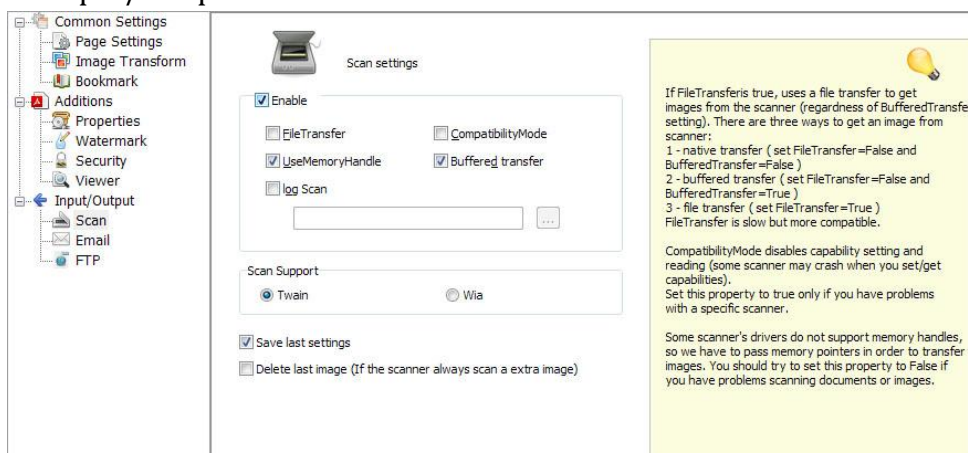 Common Settings
Page Settings
Image Transform
Bookmark
Additions
Properties
Watermark
Security
Viewer
Input/Output
Scan
Email
FTP
Scan settings
Enable
FileTransfer
CompatibilityMode
UseMemoryHandle
Buffered transfer
log Scan
...
Scan Support
Twain
Wia
Save last settings
Delete last image (If the scanner always scan a extra image)
If FileTransferis true, uses a file transfer to get
images from the scanner (regardness of BufferedTransfe
setting). There are three ways to get an image from
scanner:
1 - native transfer ( set FileTransfer=False and
BufferedTransfer=False )
2 - buffered transfer ( set FileTransfer=False and
BufferedTransfer=True )
3 - file transfer ( set FileTransfer=True )
FileTransfer is slow but more compatible.
CompatibilityMode disables capability setting and
reading (some scanner may crash when you set/get
capabilities).
Set this property to true only if you have problems
with a specific scanner.
Some scanner's drivers do not support memory handles,
so we have to pass memory pointers in order to transfer
images. You should try to set this property to False if
you have problems scanning documents or images.